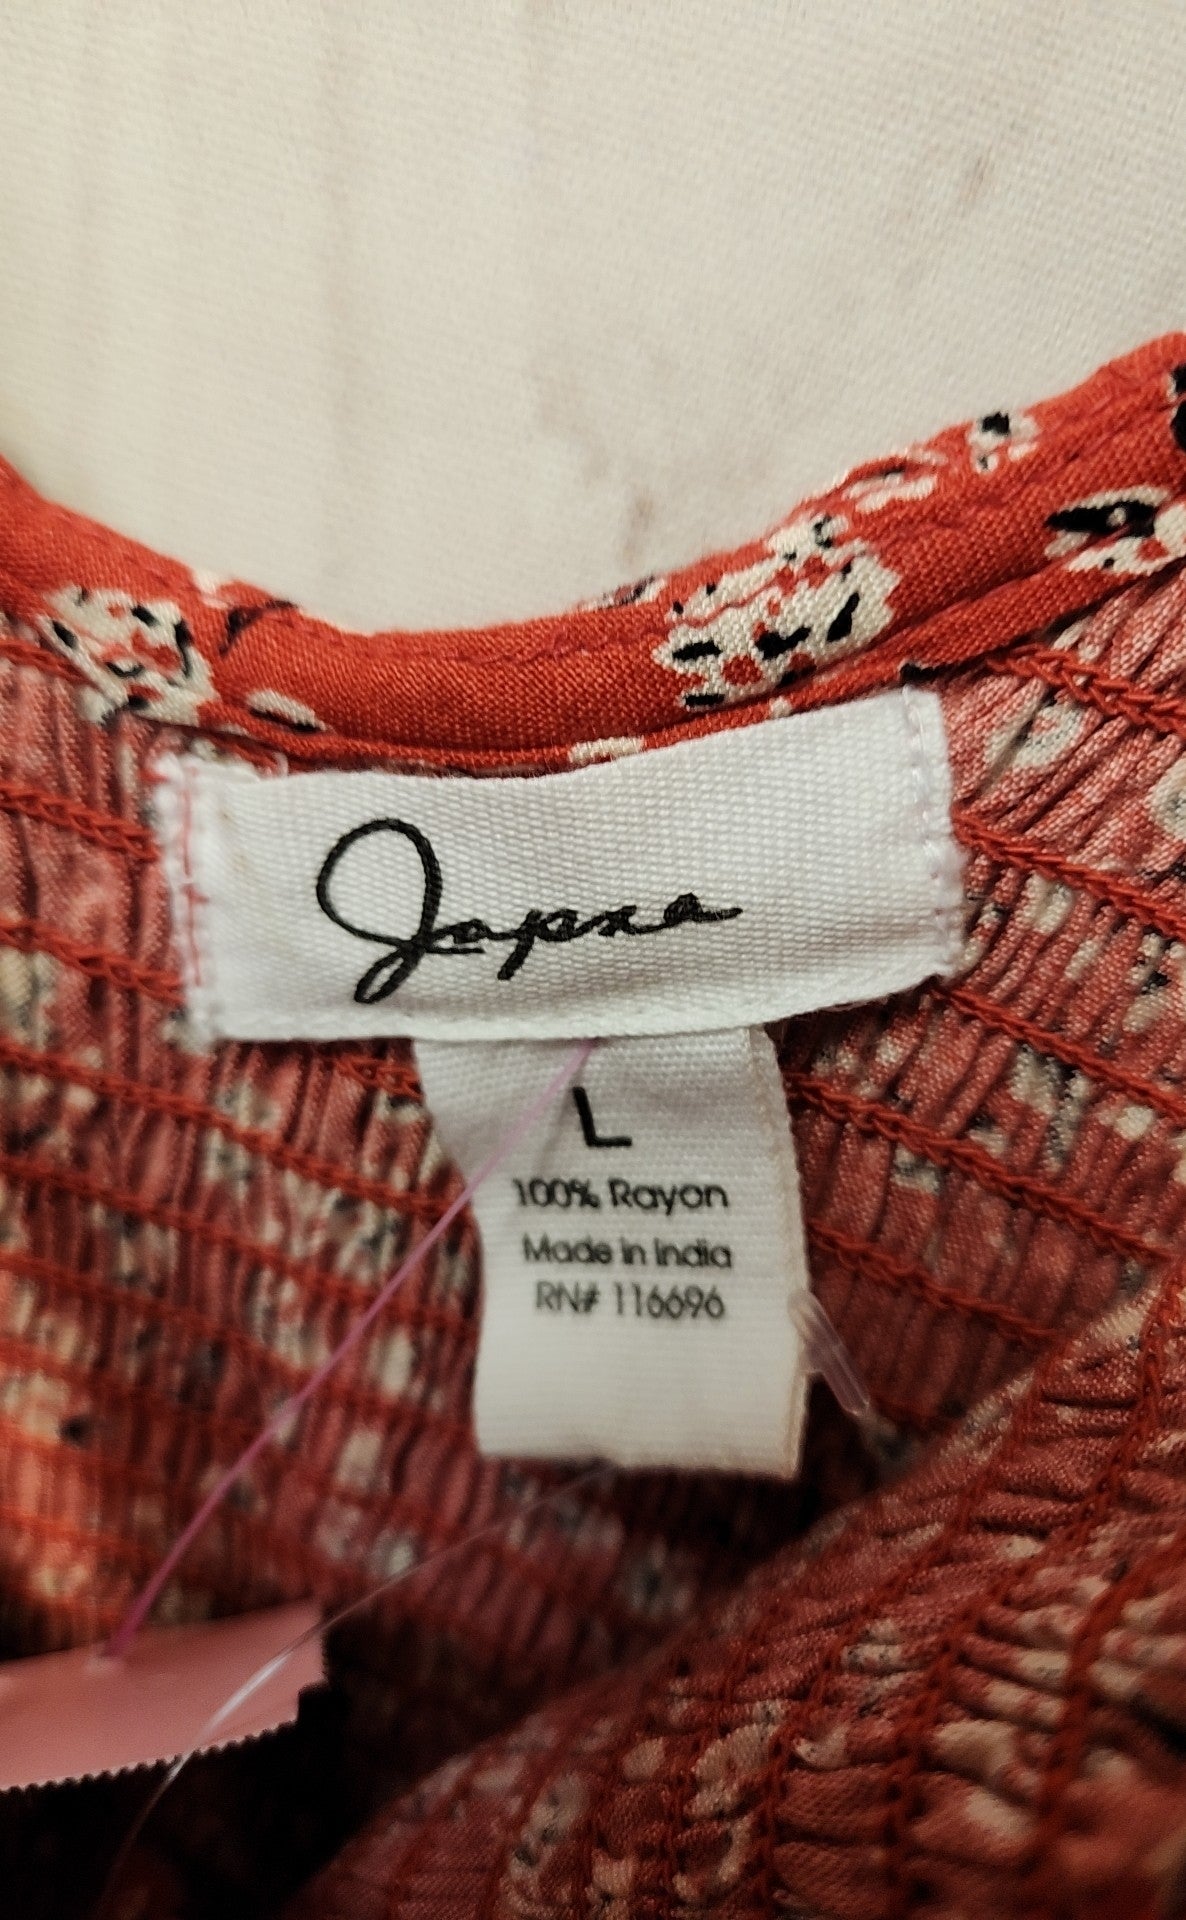 Japna
L
100% Rayon
Made in India
RN# 116696